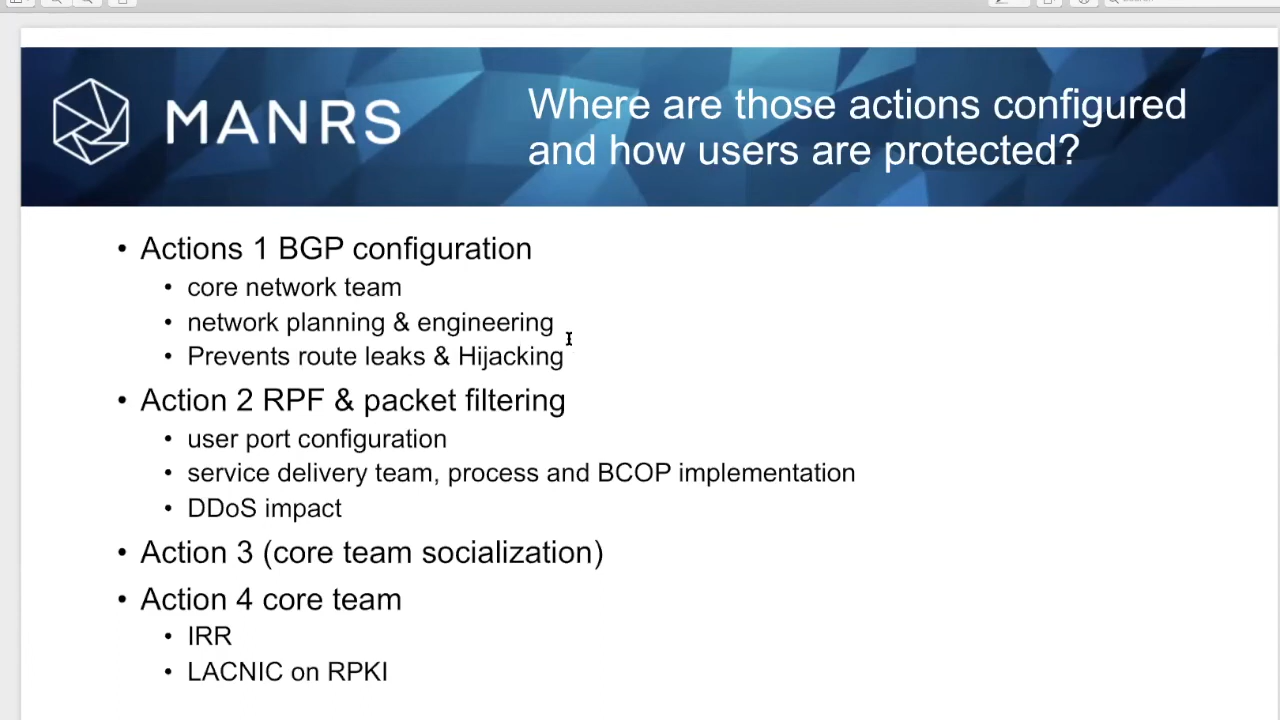 MANRS
Where are those actions configured
and how users are protected?
• Actions 1 BGP configuration
• core network team
• network planning & engineering
• Prevents route leaks & Hijacking
• Action 2 RPF & packet filtering
• user port configuration
• service delivery team, process and BCOP implementation
• DDoS impact
• Action 3 (core team socialization)
• Action 4 core team
• IRR
• LACNIC on RPKI